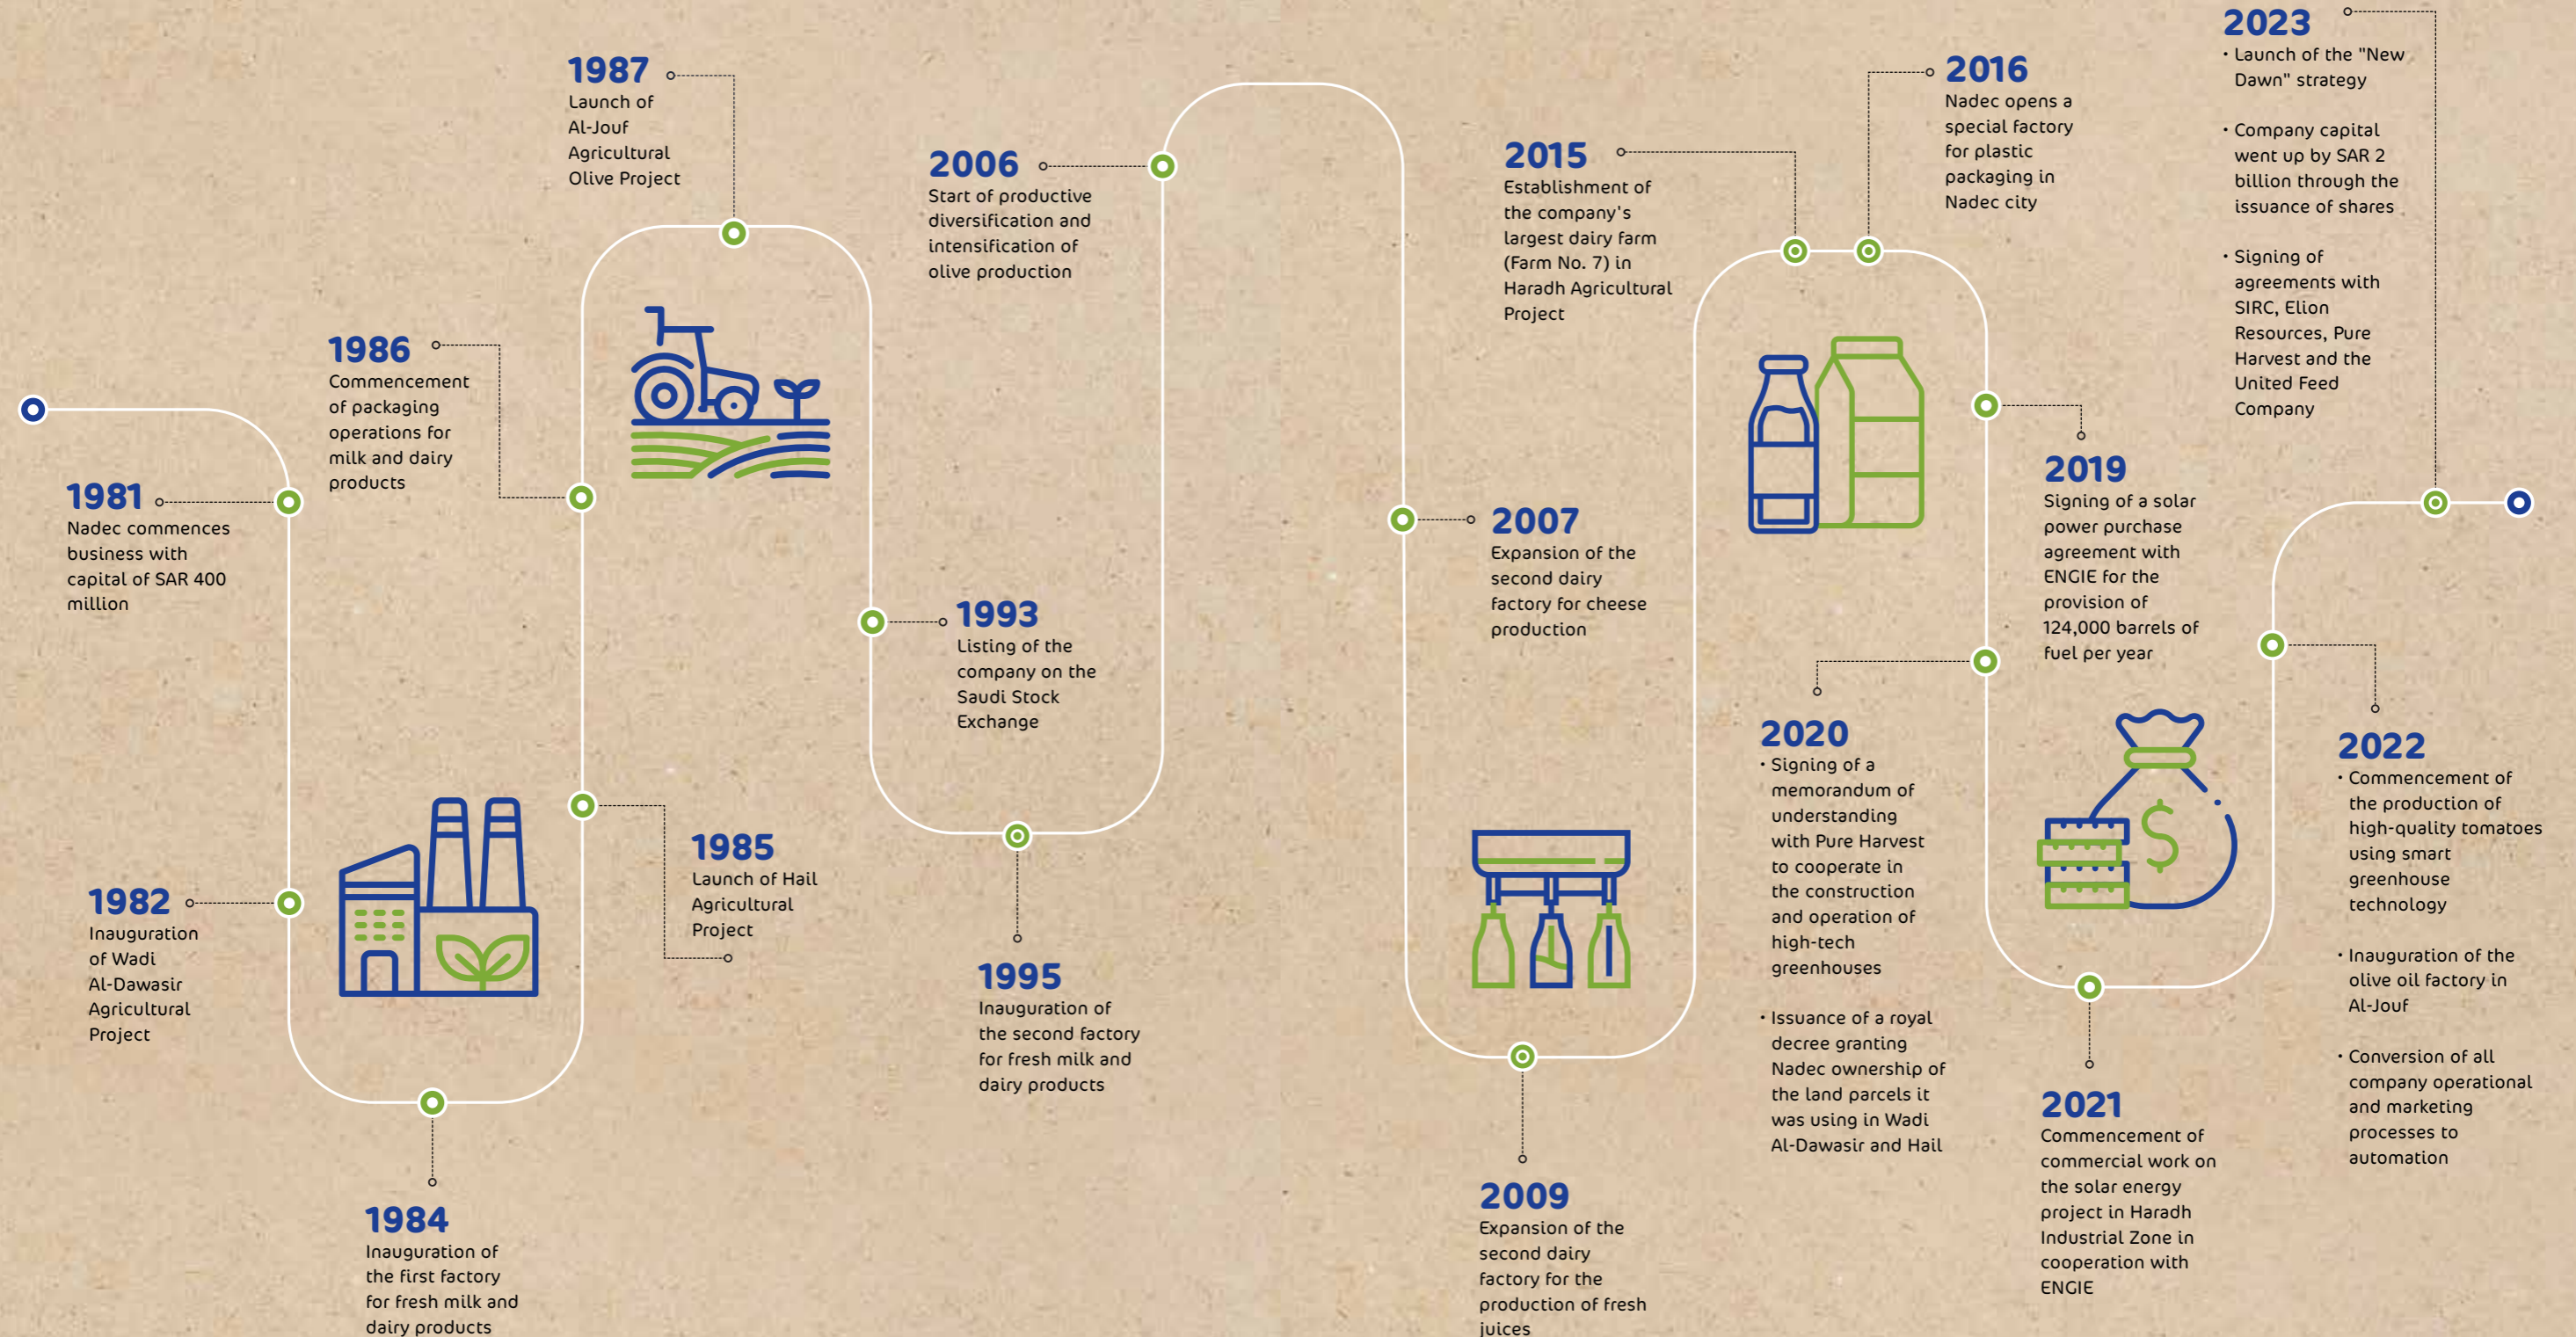 1981
Nadec commences
business with
capital of SAR 400
million
1982
Inauguration
of Wadi
Al-Dawasir
Agricultural
Project
1984
Inauguration of
the first factory
for fresh milk and
dairy products
1985
Launch of Hail
Agricultural
Project
1986
Commencement
of packaging
operations for
milk and dairy
products
1987
Launch of
Al-Jouf
Agricultural
Olive Project
1993
Listing of the
company on the
Saudi Stock
Exchange
1995
Inauguration of
the second factory
for fresh milk and
dairy products
2006
Start of productive
diversification and
intensification of
olive production
2007
Expansion of the
second dairy
factory for cheese
production
2009
Expansion of the
second dairy
factory for the
production of fresh
juices
2015
Establishment of
the company's
largest dairy farm
(Farm No. 7) in
Haradh Agricultural
Project
2016
Nadec opens a
special factory
for plastic
packaging in
Nadec city
2019
Signing of a solar
power purchase
agreement with
ENGIE for the
provision of
124,000 barrels of
fuel per year
2020
• Signing of a
memorandum of
understanding
with Pure Harvest
to cooperate in
the construction
and operation of
high-tech
greenhouses
• Issuance of a royal
decree granting
Nadec ownership of
the land parcels it
was using in Wadi
Al-Dawasir and Hail
$
2021
Commencement of
commercial work on
the solar energy
project in Haradh
Industrial Zone in
cooperation with
ENGIE
2022
• Commencement of
the production of
high-quality tomatoes
using smart
greenhouse
technology
• Inauguration of the
olive oil factory in
Al-Jouf
• Conversion of all
company operational
and marketing
processes to
automation
2023
• Launch of the "New
Dawn" strategy
• Company capital
went up by SAR 2
billion through the
issuance of shares
• Signing of
agreements with
SIRC, Elion
Resources, Pure
Harvest and the
United Feed
Company